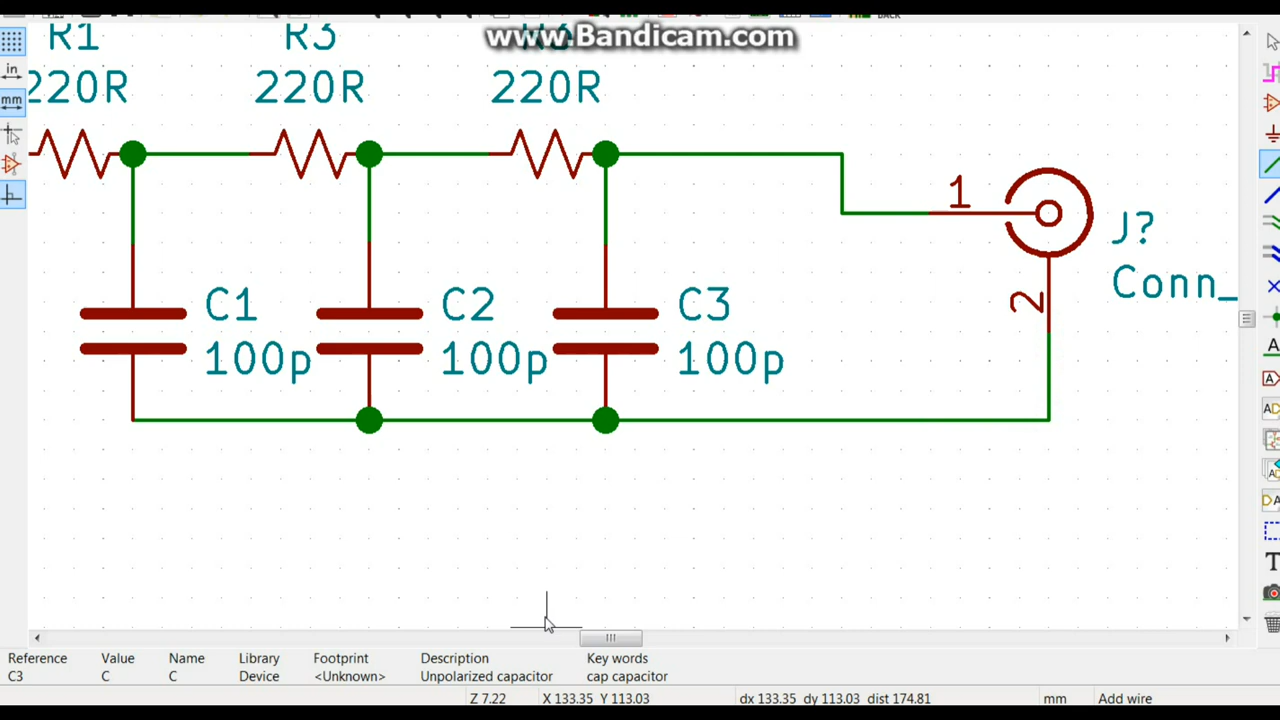 BACK
www.Bandicam.com
R1
R3
220R
220R
220R
1
J?
Conn_
2
C1
100p
C2
100p
C3
100p
in
mm
A
A
T
Reference Value Name Library Footprint Description Key words
C3 C C Device <Unknown> Unpolarized capacitor cap capacitor
Z 7.22 X 133.35 Y 113.03 dx 133.35 dy 113.03 dist 174.81 mm Add wire